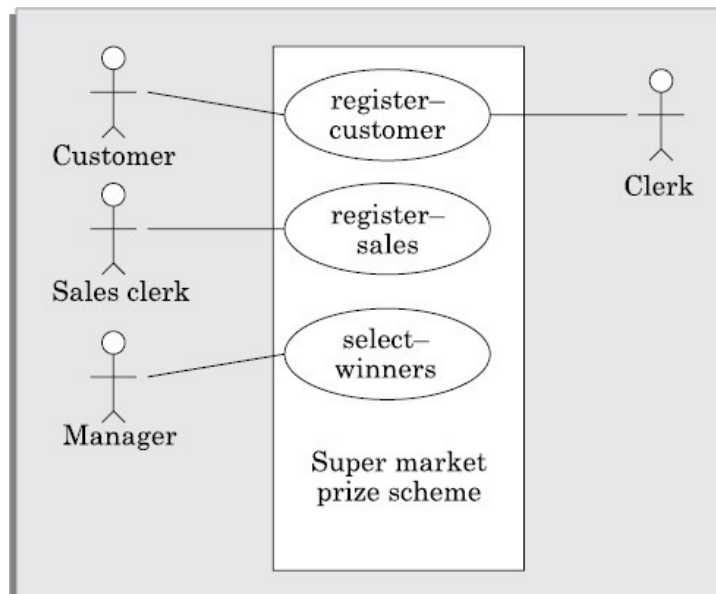 register–
customer
Customer
Clerk
register–
sales
Sales clerk
select–
winners
Manager
Super market
prize scheme